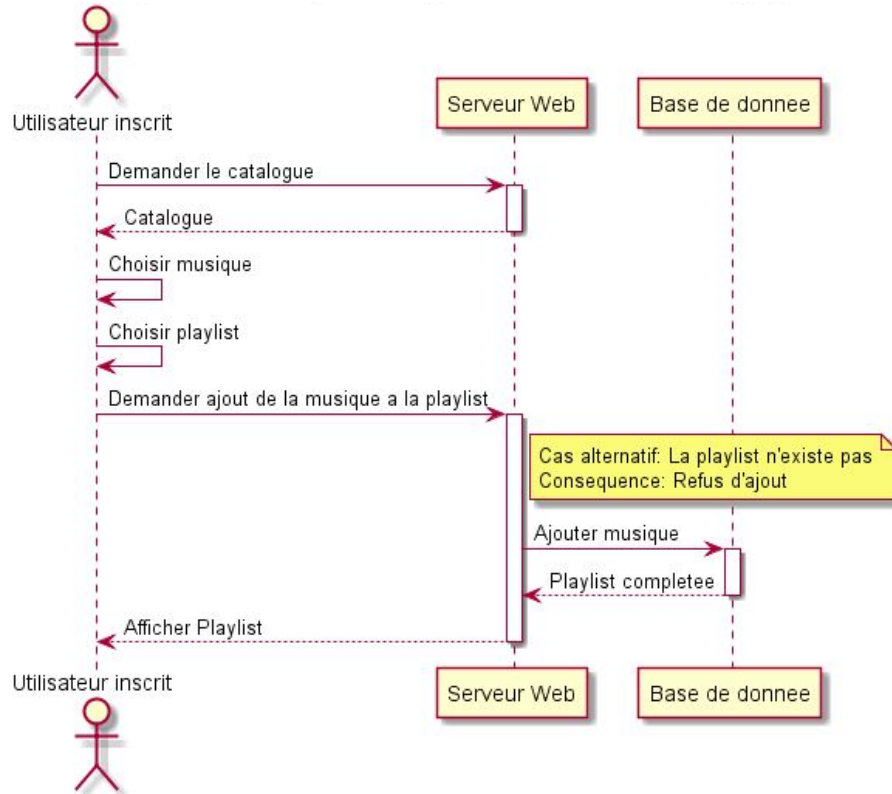 Utilisateur inscrit
Serveur Web
Base de donnee
Demander le catalogue
Catalogue
Choisir musique
Choisir playlist
Demander ajout de la musique a la playlist
Cas alternatif: La playlist n'existe pas
Consequence: Refus d'ajout
Ajouter musique
Playlist completee
Afficher Playlist
Utilisateur inscrit
Serveur Web
Base de donnee